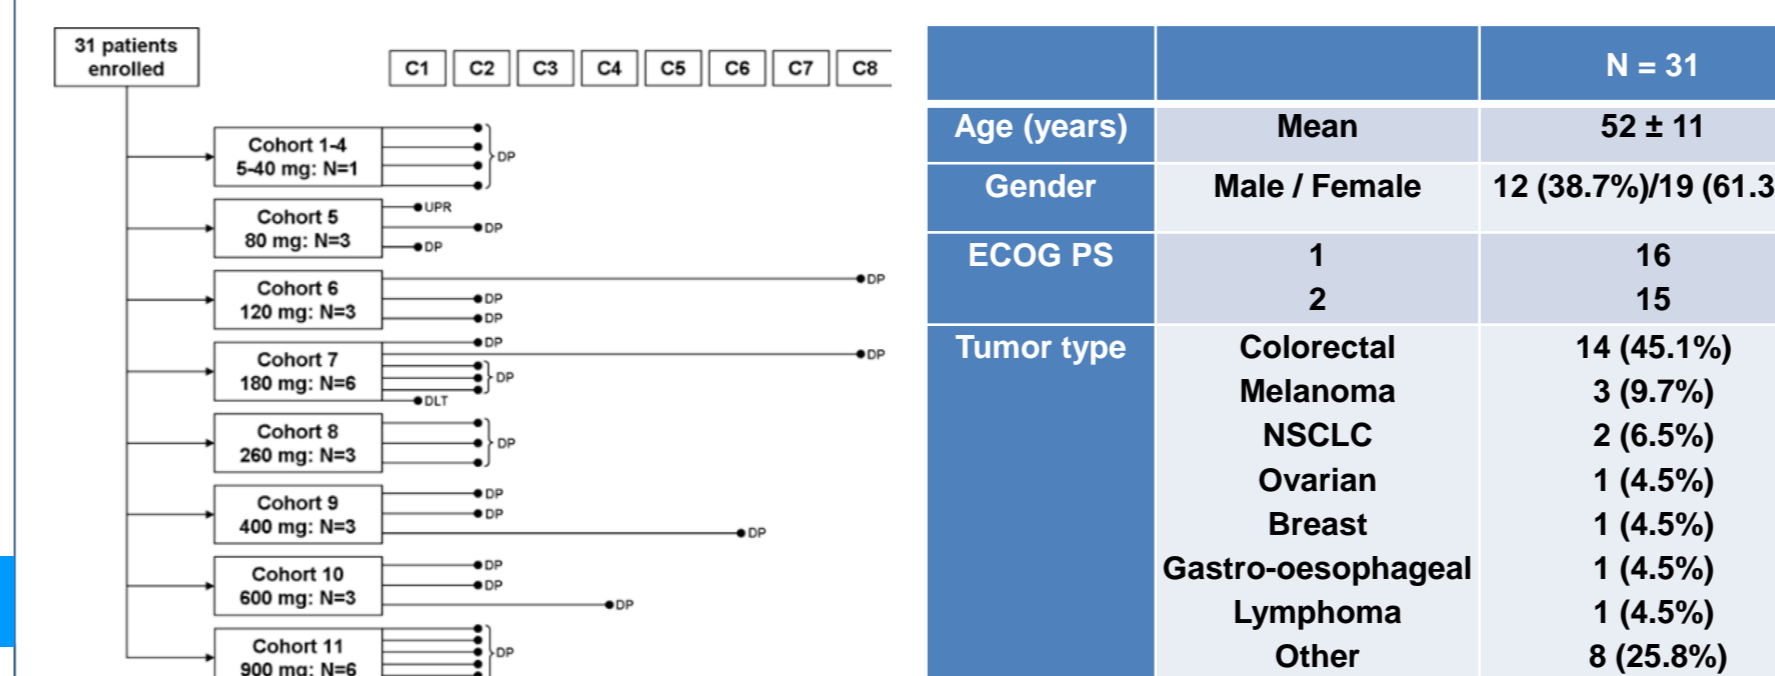 31 patients
enrolled
C1 C2 C3 C4 C5 C6 C7 C8
Cohort 1-4
5-40 mg: N=1
DP
Cohort 5
80 mg: N=3
UPR
DP
DP
Cohort 6
120 mg: N=3
DP
DP
DP
Cohort 7
180 mg: N=6
DP
DP
DP
DLT
Cohort 8
260 mg: N=3
DP
Cohort 9
400 mg: N=3
DP
DP
DP
Cohort 10
600 mg: N=3
DP
DP
DP
Cohort 11
900 mg: N=6
DP
N = 31
Age (years) Mean 52 ± 11
Gender Male / Female 12 (38.7%)/19 (61.3
ECOG PS 1 16
2 15
Tumor type Colorectal 14 (45.1%)
Melanoma 3 (9.7%)
NSCLC 2 (6.5%)
Ovarian 1 (4.5%)
Breast 1 (4.5%)
Gastro-oesophageal 1 (4.5%)
Lymphoma 1 (4.5%)
Other 8 (25.8%)